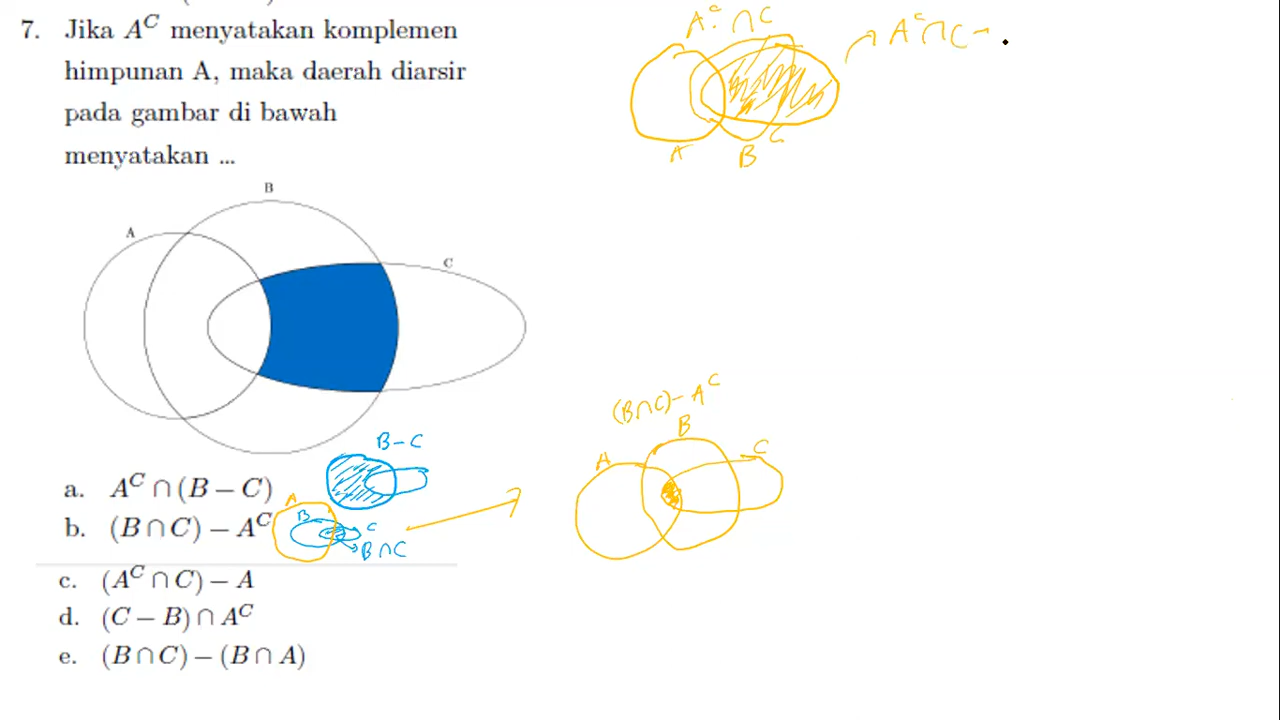 7. Jika A^C menyatakan komplemen
himpunan A, maka daerah diarsir
pada gambar di bawah
menyatakan ...
B
A
C
a. A^C ∩ (B − C)
b. (B ∩ C) − A^C
c. (A^C ∩ C) − A
d. (C − B) ∩ A^C
e. (B ∩ C) − (B ∩ A)
B − C
A
B
C
B ∩ C
A^C ∩ C
A^C ∩ C −
A
B
C
(B ∩ C) − A^C
B
A
C